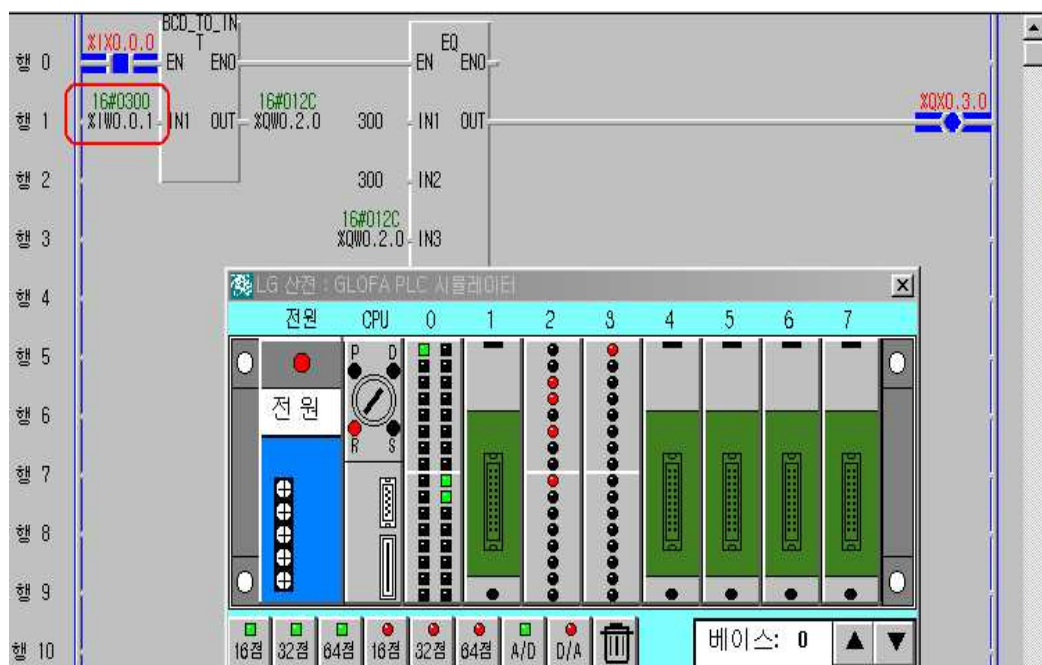 BCD_TO_IN
T
%IX0.0.0
EQ
행 0
EN ENO
EN ENO
16#0300
16#012C
%QX0.3.0
행 1
%IW0.0.1
IN1 OUT
%QW0.2.0
300
IN1 OUT
행 2
300
IN2
16#012C
행 3
%QW0.2.0
IN3
행 4
LG 산전 : GLOFA PLC 시뮬레이터
전원 CPU 0 1 2 3 4 5 6 7
행 5
P D
행 6
전 원
R S
행 7
행 8
행 9
행 10
16점 32점 64점 16점 32점 64점 A/D D/A
베이스: 0